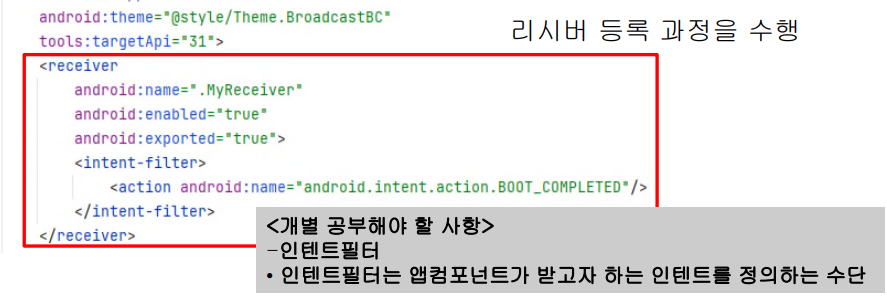 android:theme="@style/Theme.BroadcastBC"
리시버 등록 과정을 수행
tools:targetApi="31">
<receiver
android:name=".MyReceiver"
android:enabled="true"
android:exported="true">
<intent-filter>
<action android:name="android.intent.action.BOOT_COMPLETED"/>
</intent-filter>
</receiver>
<개별 공부해야 할 사항>
-인텐트필터
• 인텐트필터는 앱컴포넌트가 받고자 하는 인텐트를 정의하는 수단